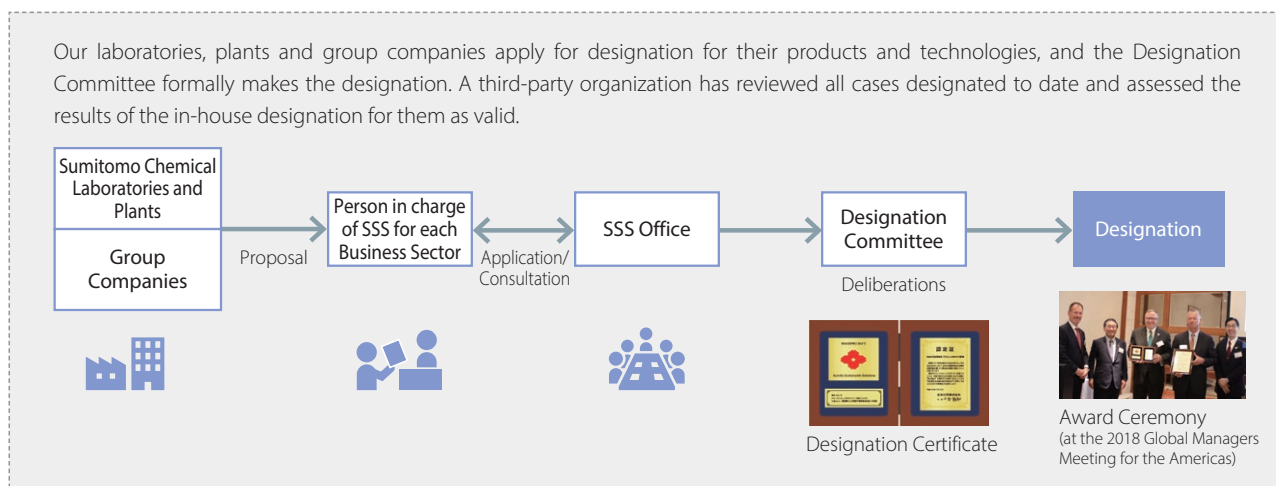 Our laboratories, plants and group companies apply for designation for their products and technologies, and the Designation
Committee formally makes the designation. A third-party organization has reviewed all cases designated to date and assessed the
results of the in-house designation for them as valid.
Sumitomo Chemical
Laboratories and
Plants
Group
Companies
Proposal
Person in charge
of SSS for each
Business Sector
Application/
Consultation
SSS Office
Designation
Committee
Deliberations
Designation
認定証
Designation Certificate
Award Ceremony
(at the 2018 Global Managers
Meeting for the Americas)